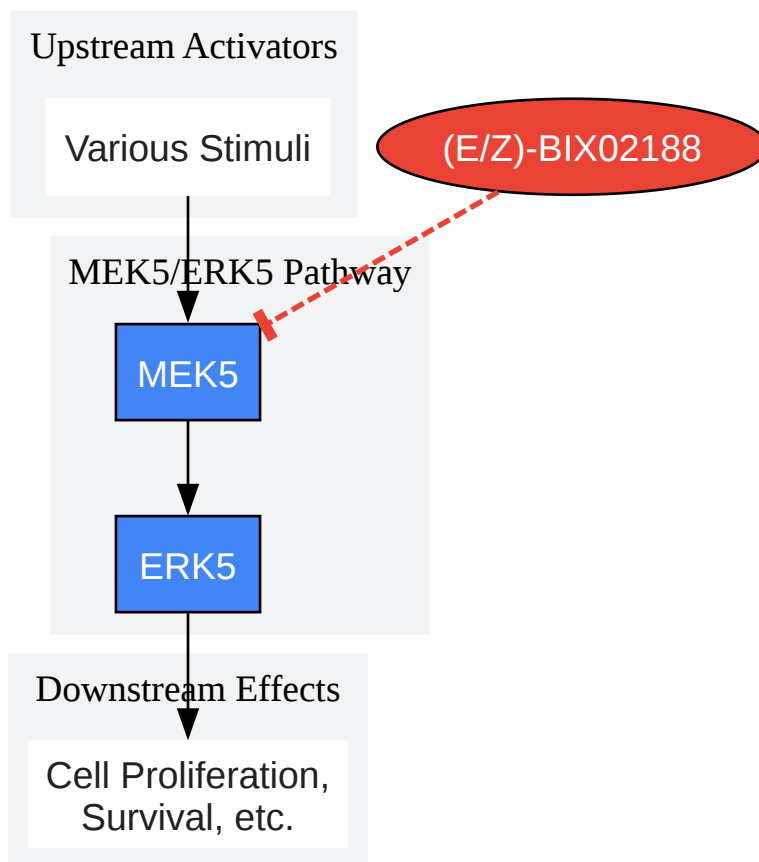 Upstream Activators
Various Stimuli
(E/Z)-BIX02188
MEK5/ERK5 Pathway
MEK5
ERK5
Downstream Effects
Cell Proliferation,
Survival, etc.